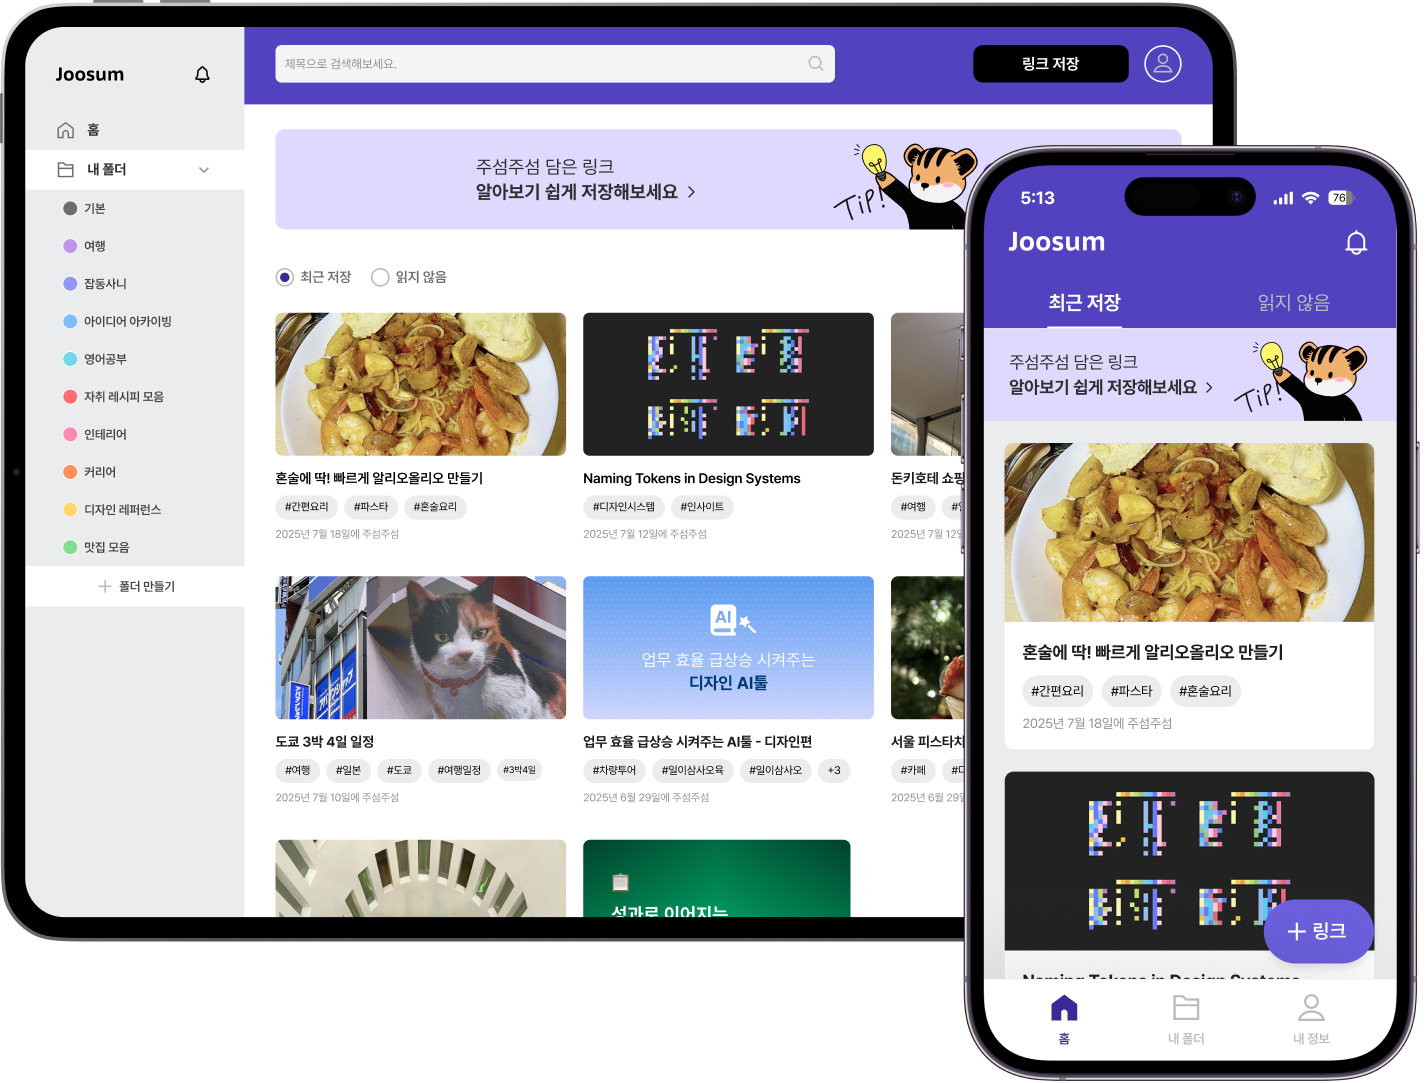 Joosum
홈
내 폴더
기본
여행
잡동사니
아이디어 아카이빙
영어공부
자취 레시피 모음
인테리어
커리어
디자인 레퍼런스
맛집 모음
폴더 만들기
제목으로 검색해보세요.
링크 저장
주섬주섬 담은 링크
알아보기 쉽게 저장해보세요 >
TIP!
최근 저장 읽지 않음
혼술에 딱! 빠르게 알리오올리오 만들기
#간편요리 #파스타 #혼술요리
2025년 7월 18일에 주섬주섬
Naming Tokens in Design Systems
#디자인시스템 #인사이트
2025년 7월 12일에 주섬주섬
돈키호테 쇼핑
#여행
2025년 7월 12일
도쿄 3박 4일 일정
#여행 #일본 #도쿄 #여행일정 #3박4일
2025년 7월 10일에 주섬주섬
AI
업무 효율 급상승 시켜주는
디자인 AI툴
업무 효율 급상승 시켜주는 AI툴 - 디자인편
#차량투어 #일이삼사오육 #일이삼사오 +3
2025년 6월 29일에 주섬주섬
서울 피스타치
#카페
2025년 6월 29일
성과로 이어지는
5:13
76
Joosum
최근 저장 읽지 않음
주섬주섬 담은 링크
알아보기 쉽게 저장해보세요 >
TIP!
혼술에 딱! 빠르게 알리오올리오 만들기
#간편요리 #파스타 #혼술요리
2025년 7월 18일에 주섬주섬
Naming Tokens in Design Systems
+ 링크
홈 내 폴더 내 정보